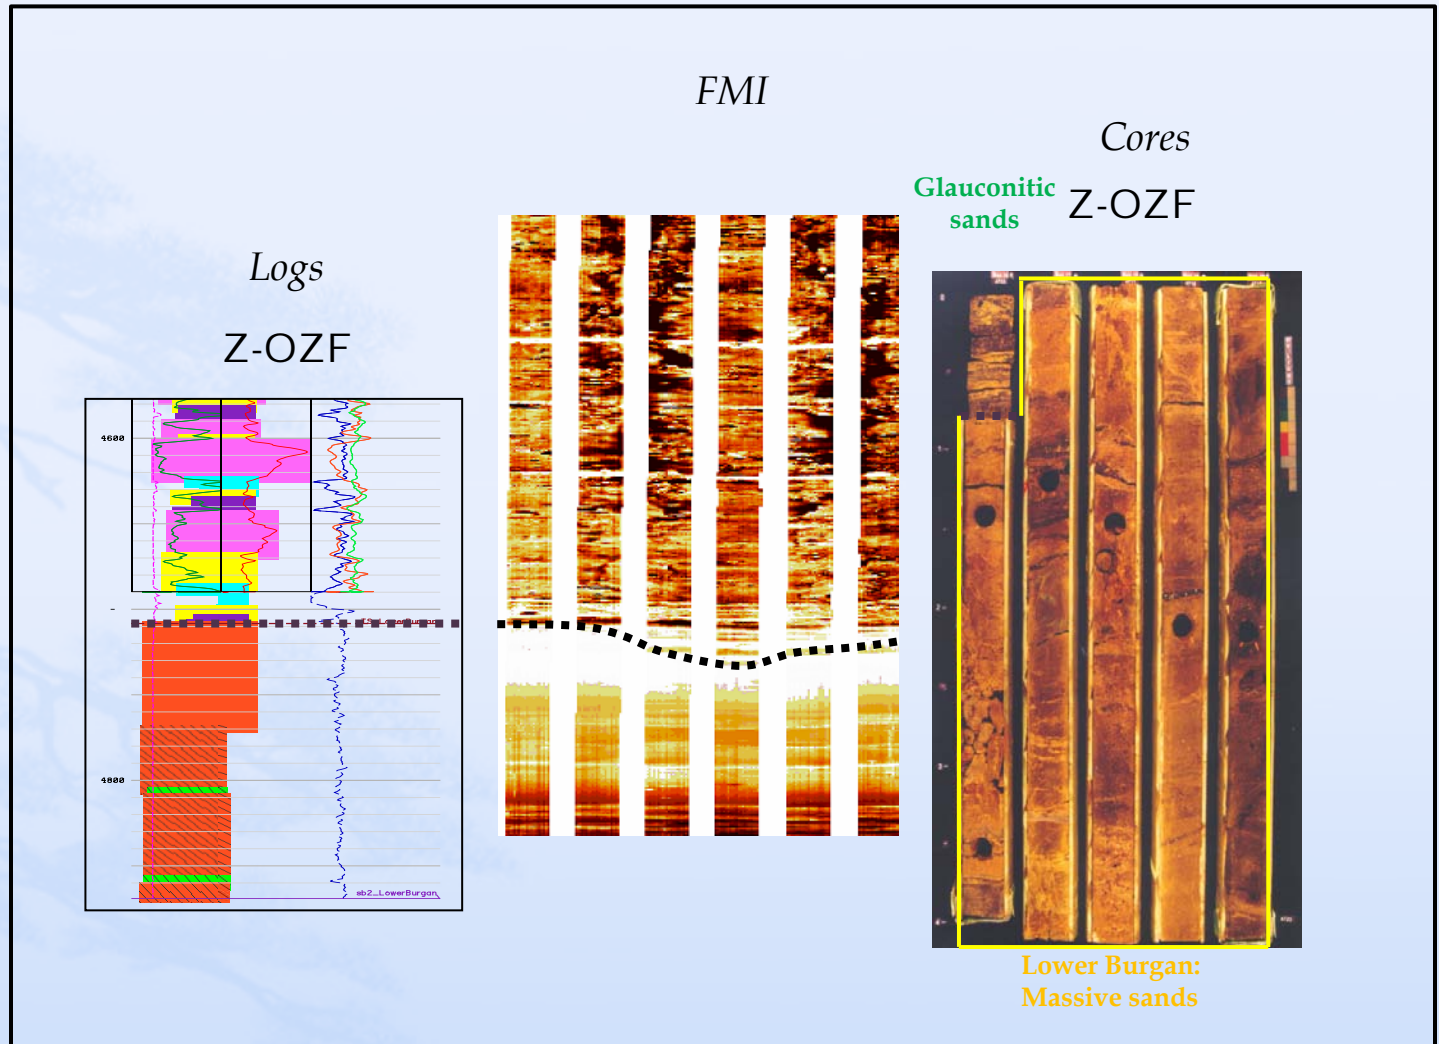 FMI
Cores
Glauconitic
sands
Z-OZF
Logs
Z-OZF
4600
4800
sb2_LowerBurgan
Lower Burgan:
Massive sands